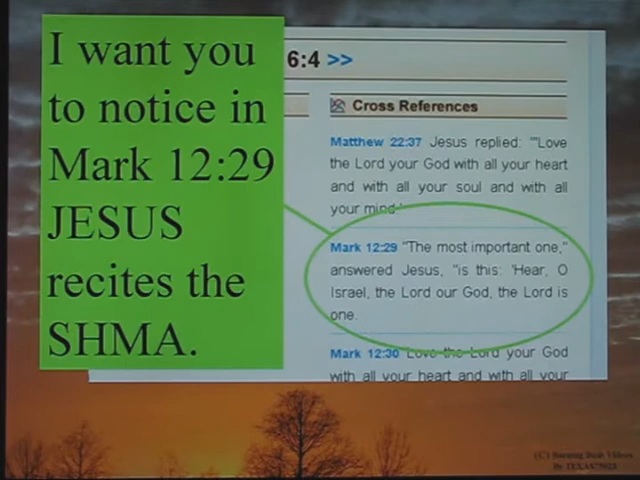 I want you
to notice in
Mark 12:29
JESUS
recites the
SHMA.
6:4 >>
Cross References
Matthew 22:37 Jesus replied: "'Love
the Lord your God with all your heart
and with all your soul and with all
your mind.'
Mark 12:29 "The most important one,"
answered Jesus, "is this: 'Hear, O
Israel, the Lord our God, the Lord is
one.
Mark 12:30 Love the Lord your God
with all your heart and with all your
(C) Burning Bush Videos